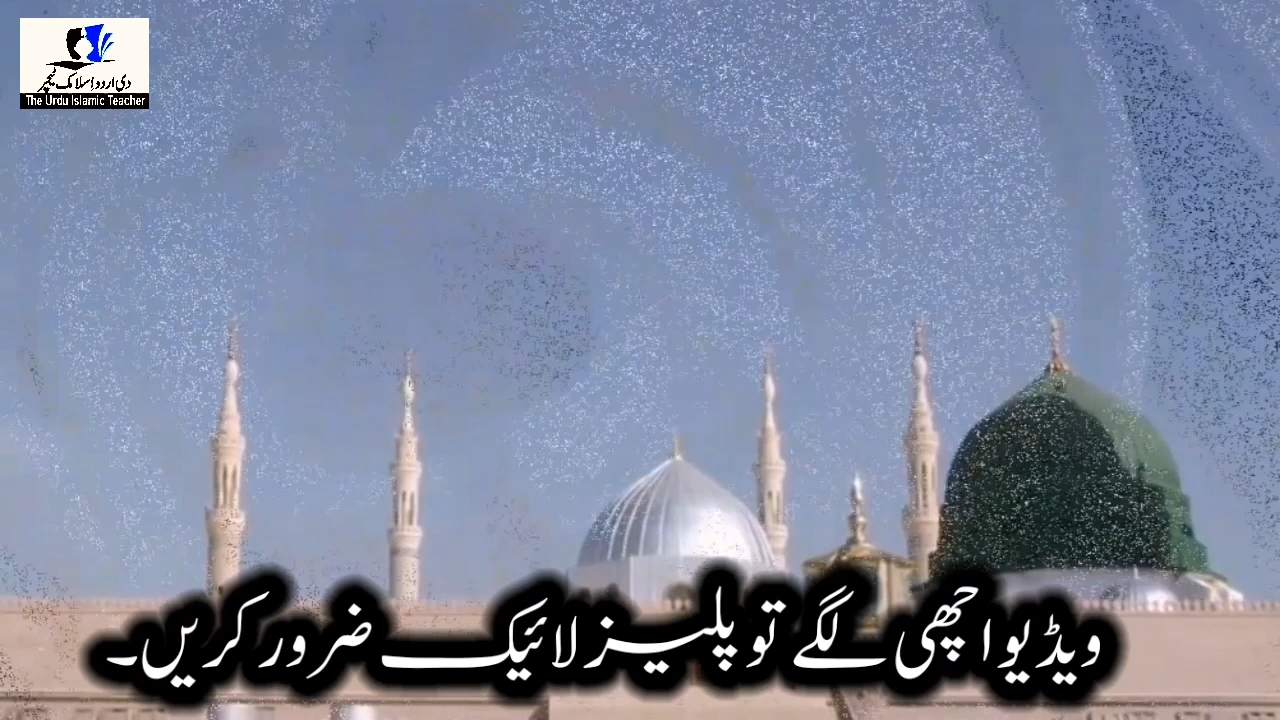 دی اردو اسلامک ٹیچر
The Urdu Islamic Teacher
ویڈیو اچھی لگے تو پلیز لائیک ضرور کریں۔